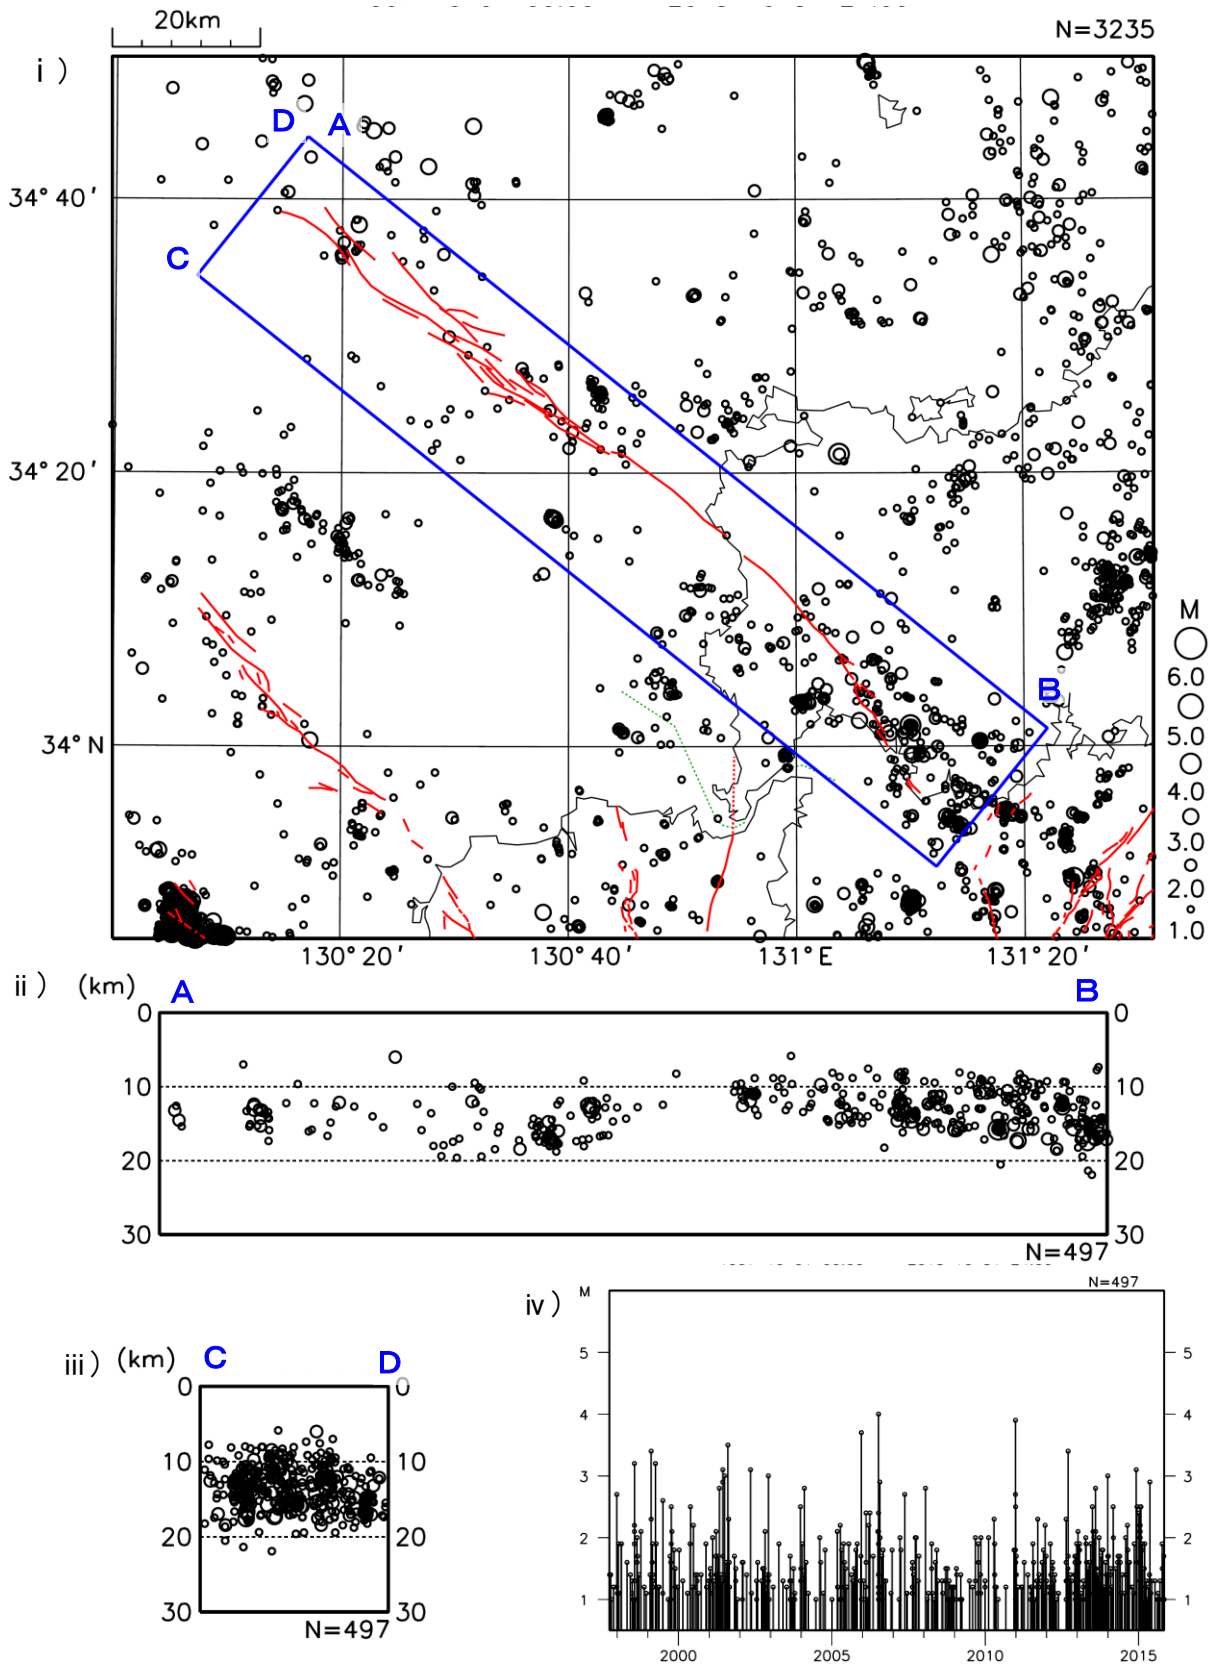 20km
N=3235
i )
D A
34° 40 ′
C
34° 20 ′
M
6.0
B
34° N
5.0
4.0
3.0
2.0
1.0
130° 20 ′ 130° 40 ′ 131° E 131° 20 ′
ii ) (km) A B
0 0
10 10
20 20
30 30
N=497
iv ) M N=497
iii ) (km) C D
0 0
10 10
20 20
30 30
N=497
5 5
4 4
3 3
2 2
1 1
2000 2005 2010 2015